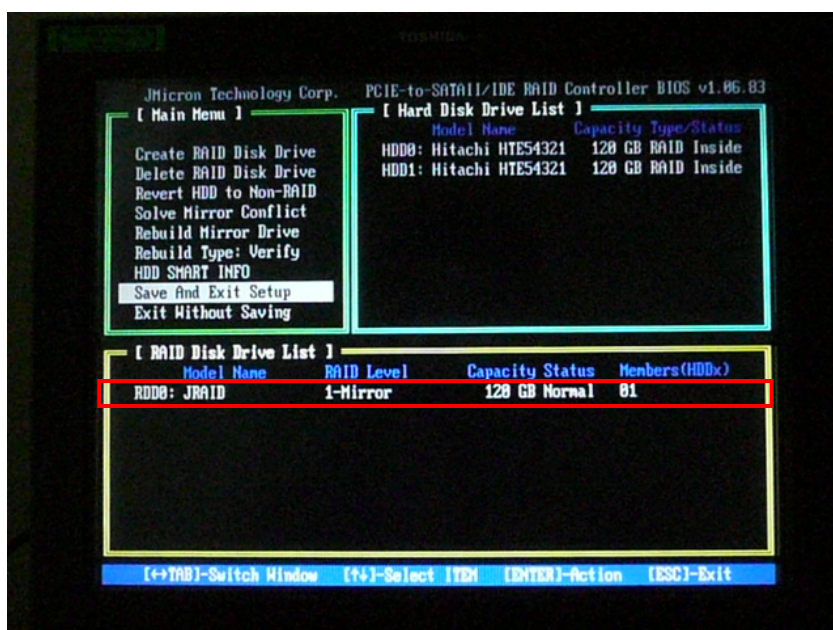 TOSHIBA
JMicron Technology Corp. PCIE-to-SATAII/IDE RAID Controller BIOS v1.06.83
[ Main Menu ]
Create RAID Disk Drive
Delete RAID Disk Drive
Revert HDD to Non-RAID
Solve Mirror Conflict
Rebuild Mirror Drive
Rebuild Type: Verify
HDD SMART INFO
Save And Exit Setup
Exit Without Saving
[ Hard Disk Drive List ]
Model Name Capacity Type/Status
HDD0: Hitachi HTE54321 120 GB RAID Inside
HDD1: Hitachi HTE54321 120 GB RAID Inside
[ RAID Disk Drive List ]
Model Name RAID Level Capacity Status Members(HDDx)
RDD0: JRAID 1-Mirror 120 GB Normal 01
[↔TAB]-Switch Window [↑↓]-Select ITEM [ENTER]-Action [ESC]-Exit